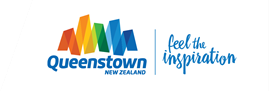 Queenstown
NEW ZEALAND
feel the
inspiration